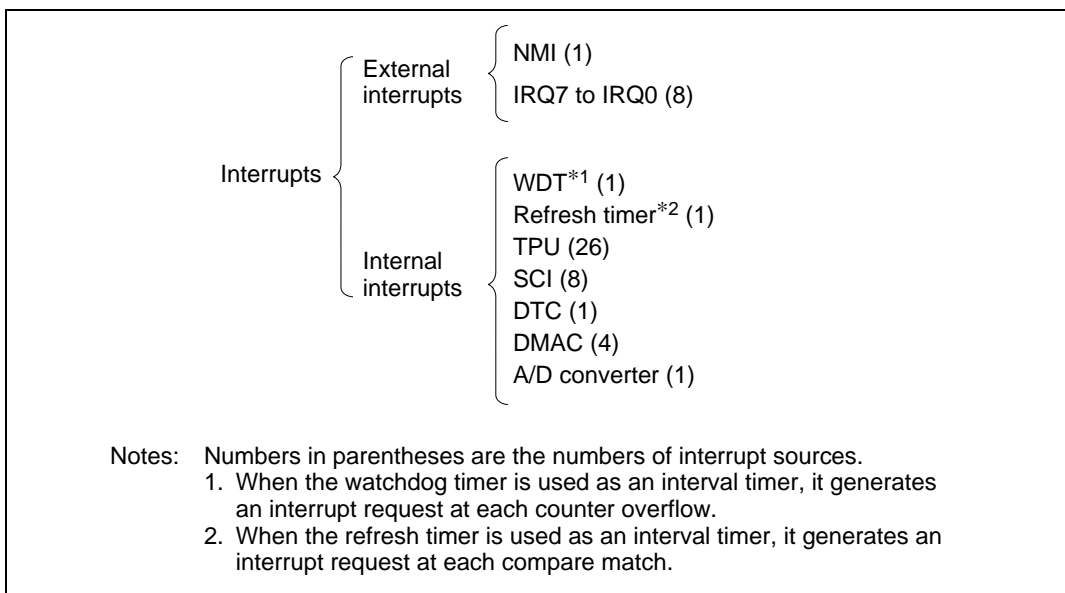 Interrupts
External
interrupts
NMI (1)
IRQ7 to IRQ0 (8)
Internal
interrupts
WDT*1 (1)
Refresh timer*2 (1)
TPU (26)
SCI (8)
DTC (1)
DMAC (4)
A/D converter (1)
Notes: Numbers in parentheses are the numbers of interrupt sources.
1. When the watchdog timer is used as an interval timer, it generates
an interrupt request at each counter overflow.
2. When the refresh timer is used as an interval timer, it generates an
interrupt request at each compare match.